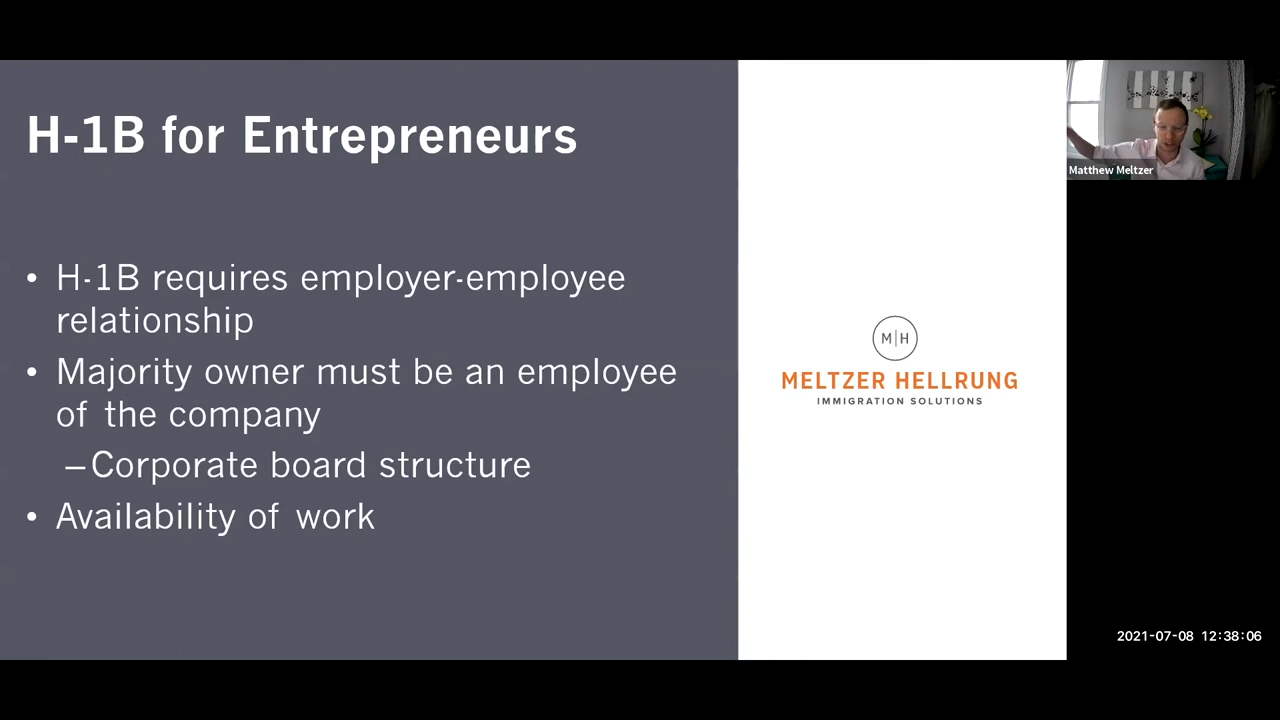 H-1B for Entrepreneurs
• H-1B requires employer-employee
relationship
• Majority owner must be an employee
of the company
–Corporate board structure
• Availability of work
M|H
MELTZER HELLRUNG
IMMIGRATION SOLUTIONS
Matthew Meltzer
2021-07-08 12:38:06